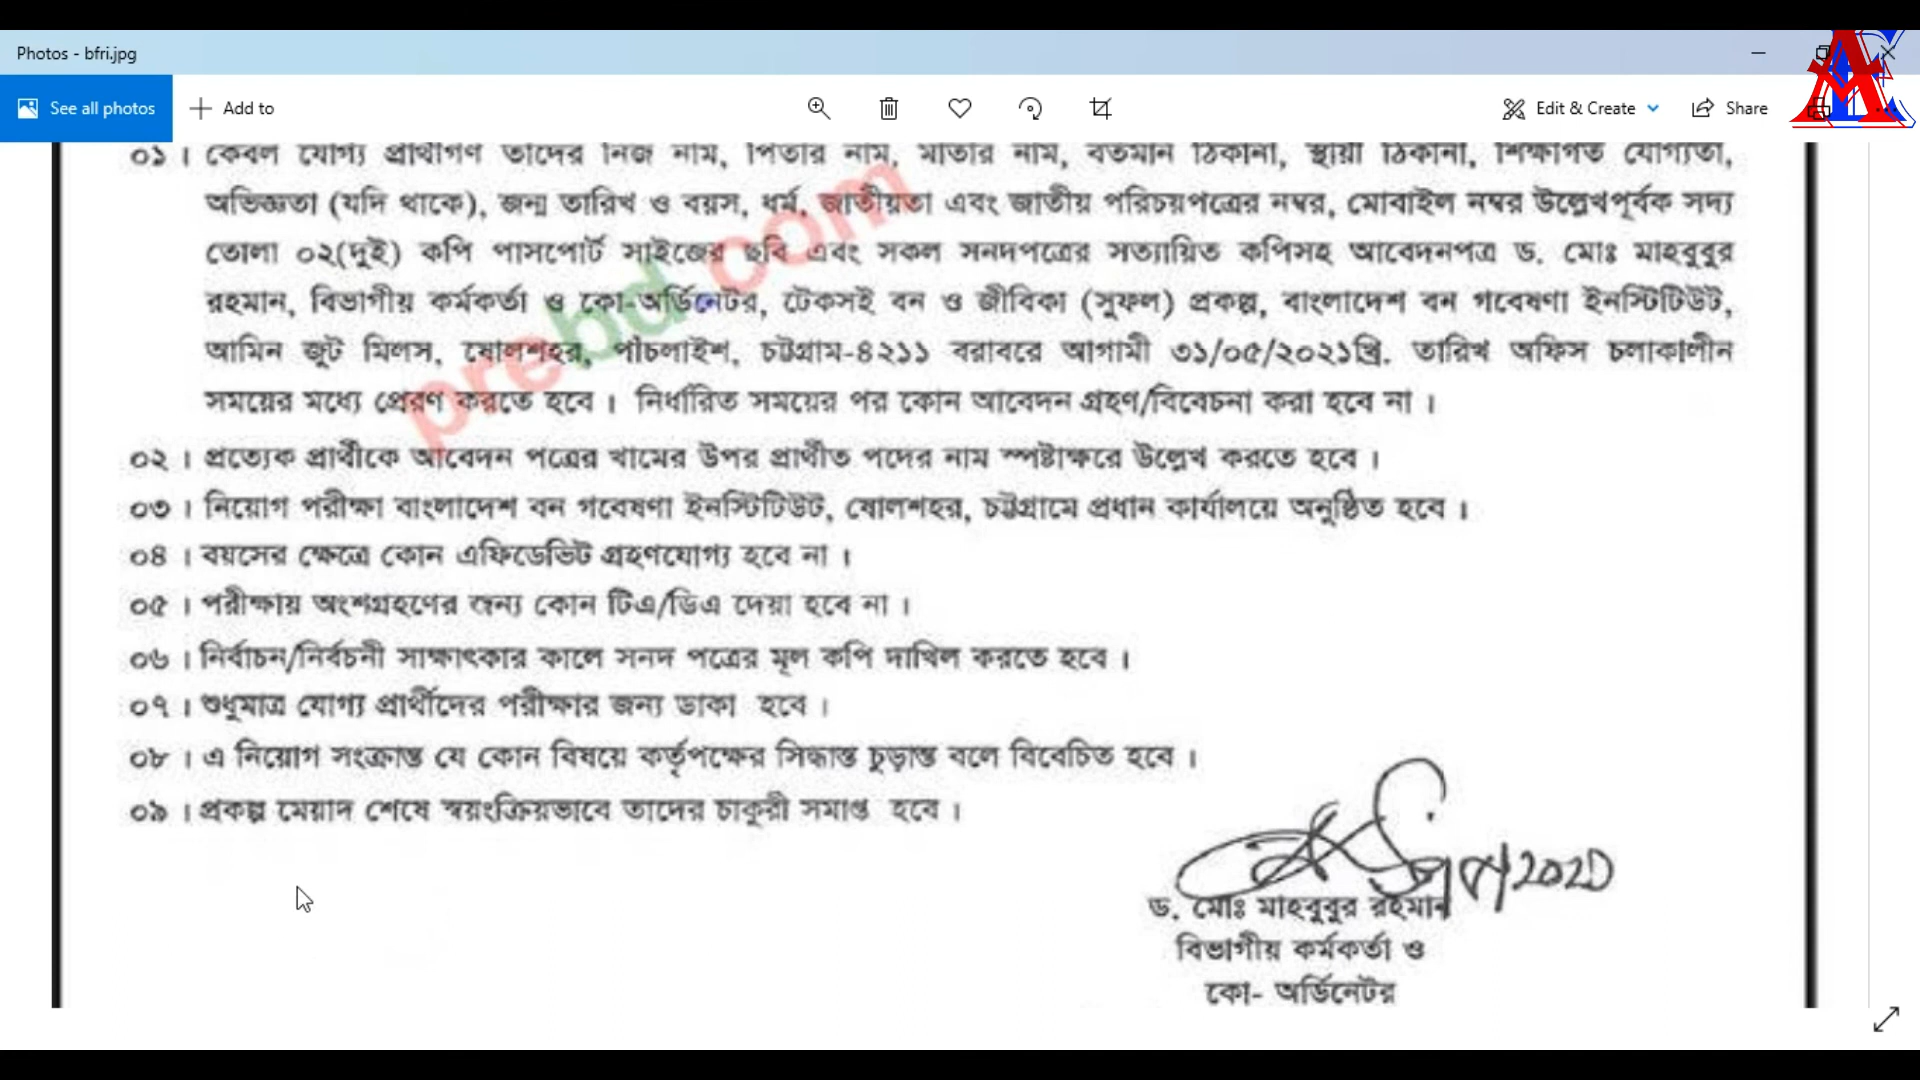 Photos - bfri.jpg
See all photos
Add to
Edit & Create
Share
০১। কেবল যোগ্য প্রার্থীগণ তাদের নিজ নাম, পিতার নাম, মাতার নাম, বর্তমান ঠিকানা, স্থায়ী ঠিকানা, শিক্ষাগত যোগ্যতা,
অভিজ্ঞতা (যদি থাকে), জন্ম তারিখ ও বয়স, ধর্ম, জাতীয়তা এবং জাতীয় পরিচয়পত্রের নম্বর, মোবাইল নম্বর উল্লেখপূর্বক সদ্য
তোলা ০২(দুই) কপি পাসপোর্ট সাইজের ছবি এবং সকল সনদপত্রের সত্যায়িত কপিসহ আবেদনপত্র ড. মোঃ মাহবুবুর
রহমান, বিভাগীয় কর্মকর্তা ও কো-অর্ডিনেটর, টেকসই বন ও জীবিকা (সুফল) প্রকল্প, বাংলাদেশ বন গবেষণা ইনস্টিটিউট,
আমিন জুট মিলস, ষোলশহর, পাঁচলাইশ, চট্টগ্রাম-৪২১১ বরাবরে আগামী ৩১/০৫/২০২১খ্রি. তারিখ অফিস চলাকালীন
সময়ের মধ্যে প্রেরণ করতে হবে। নির্ধারিত সময়ের পর কোন আবেদন গ্রহণ/বিবেচনা করা হবে না।
prebd.com
০২। প্রত্যেক প্রার্থীকে আবেদন পত্রের খামের উপর প্রার্থীত পদের নাম স্পষ্টাক্ষরে উল্লেখ করতে হবে।
০৩। নিয়োগ পরীক্ষা বাংলাদেশ বন গবেষণা ইনস্টিটিউট, ষোলশহর, চট্টগ্রামে প্রধান কার্যালয়ে অনুষ্ঠিত হবে।
০৪। বয়সের ক্ষেত্রে কোন এফিডেভিট গ্রহণযোগ্য হবে না।
০৫। পরীক্ষায় অংশগ্রহণের জন্য কোন টিএ/ডিএ দেয়া হবে না।
০৬। নির্বাচন/নির্বচনী সাক্ষাৎকার কালে সনদ পত্রের মূল কপি দাখিল করতে হবে।
০৭। শুধুমাত্র যোগ্য প্রার্থীদের পরীক্ষার জন্য ডাকা হবে।
০৮। এ নিয়োগ সংক্রান্ত যে কোন বিষয়ে কর্তৃপক্ষের সিদ্ধান্ত চুড়ান্ত বলে বিবেচিত হবে।
০৯। প্রকল্প মেয়াদ শেষে স্বয়ংক্রিয়ভাবে তাদের চাকুরী সমাপ্ত হবে।
ড. মোঃ মাহবুবুর রহমান
বিভাগীয় কর্মকর্তা ও
কো- অর্ডিনেটর